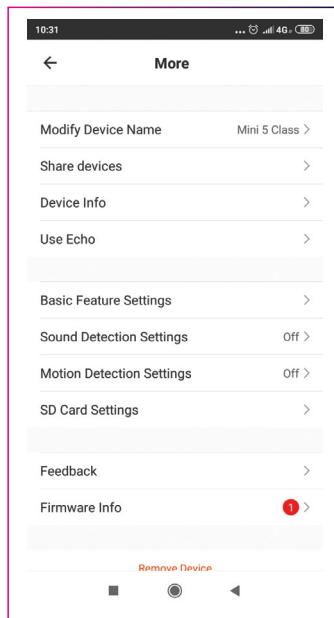 10:31 ... 4G 80
More
Modify Device Name Mini 5 Class >
Share devices >
Device Info >
Use Echo >
Basic Feature Settings >
Sound Detection Settings Off >
Motion Detection Settings Off >
SD Card Settings >
Feedback >
Firmware Info 1 >
Remove Device